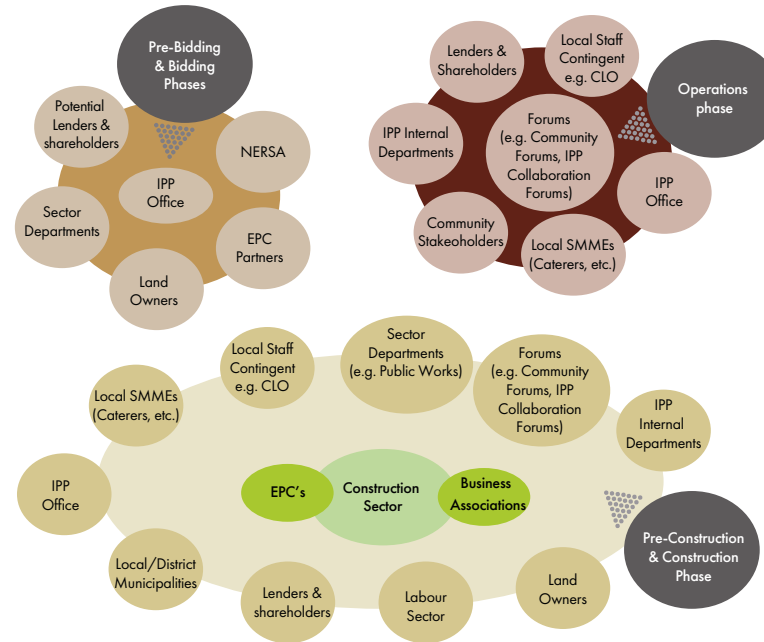 Pre-Bidding
& Bidding
Phases
Potential
Lenders &
shareholders
NERSA
IPP
Office
Sector
Departments
EPC
Partners
Land
Owners
Lenders &
Shareholders
Local Staff
Contingent
e.g. CLO
Operations
phase
IPP Internal
Departments
Forums
(e.g. Community
Forums, IPP
Collaboration
Forums)
IPP
Office
Community
Stakeoholders
Local SMMEs
(Caterers, etc.)
Sector
Departments
(e.g. Public Works)
Local Staff
Contingent
e.g. CLO
Forums
(e.g. Community
Forums, IPP
Collaboration
Forums)
Local SMMEs
(Caterers, etc.)
IPP
Internal
Departments
IPP
Office
EPC's
Construction
Sector
Business
Associations
Pre-Construction
& Construction
Phase
Local/District
Municipalities
Lenders &
shareholders
Labour
Sector
Land
Owners